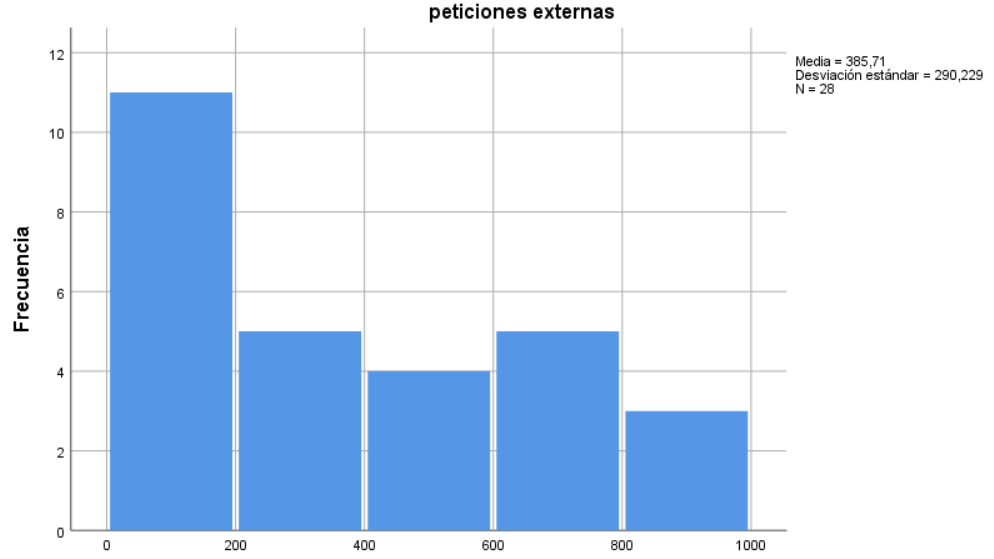 peticiones externas
Media = 385,71
Desviación estándar = 290,229
N = 28
Frecuencia
12
10
8
6
4
2
0
0 200 400 600 800 1000